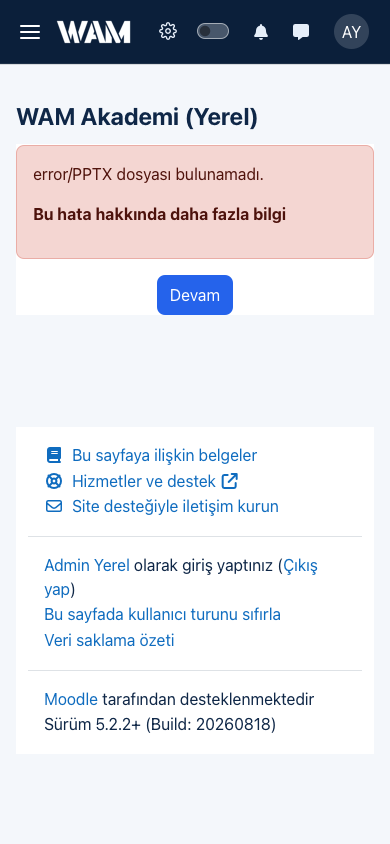 WAM
AY
WAM Akademi (Yerel)
error/PPTX dosyası bulunamadı.
Bu hata hakkında daha fazla bilgi
Devam
Bu sayfaya ilişkin belgeler
Hizmetler ve destek
Site desteğiyle iletişim kurun
Admin Yerel olarak giriş yaptınız (Çıkış
yap)
Bu sayfada kullanıcı turunu sıfırla
Veri saklama özeti
Moodle tarafından desteklenmektedir
Sürüm 5.2.2+ (Build: 20260818)